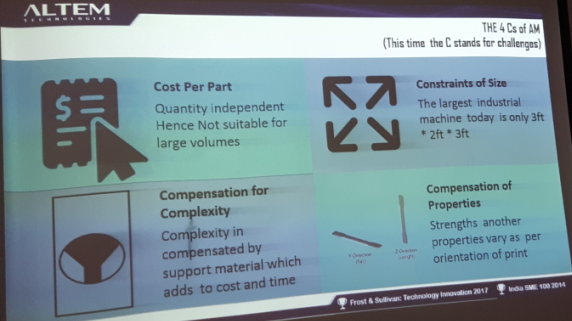 ALTEM
TECHNOLOGIES
THE 4 Cs of AM
(This time the C stands for challenges)
$
Cost Per Part
Quantity independent
Hence Not suitable for
large volumes
Constraints of Size
The largest industrial
machine today is only 3ft
* 2ft * 3ft
Compensation for
Complexity
Complexity in
compensated by
support material which
adds to cost and time
Compensation of
Properties
Strengths another
properties vary as per
orientation of print
Frost & Sullivan: Technology Innovation 2017
India SME 100 2014